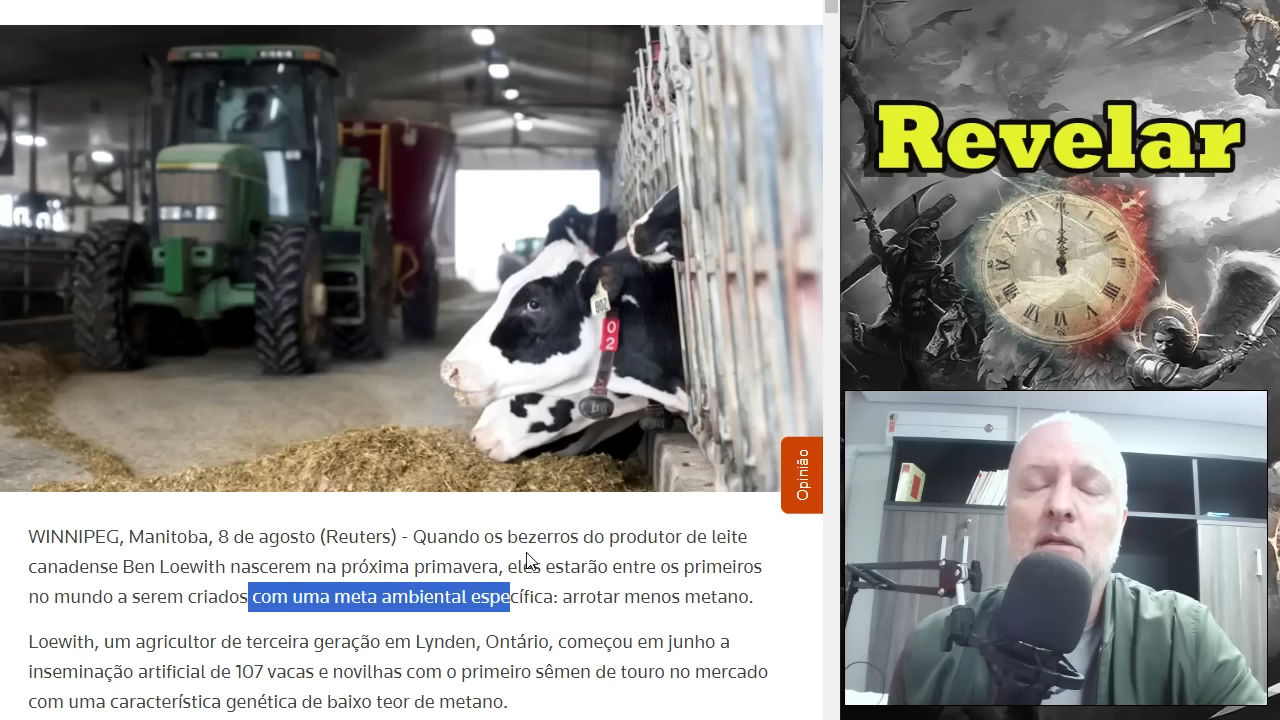 802
0
2
Opinião
WINNIPEG, Manitoba, 8 de agosto (Reuters) - Quando os bezerros do produtor de leite
canadense Ben Loewith nascerem na próxima primavera, eles estarão entre os primeiros
no mundo a serem criados com uma meta ambiental específica: arrotar menos metano.
Loewith, um agricultor de terceira geração em Lynden, Ontário, começou em junho a
inseminação artificial de 107 vacas e novilhas com o primeiro sêmen de touro no mercado
com uma característica genética de baixo teor de metano.
Revelar